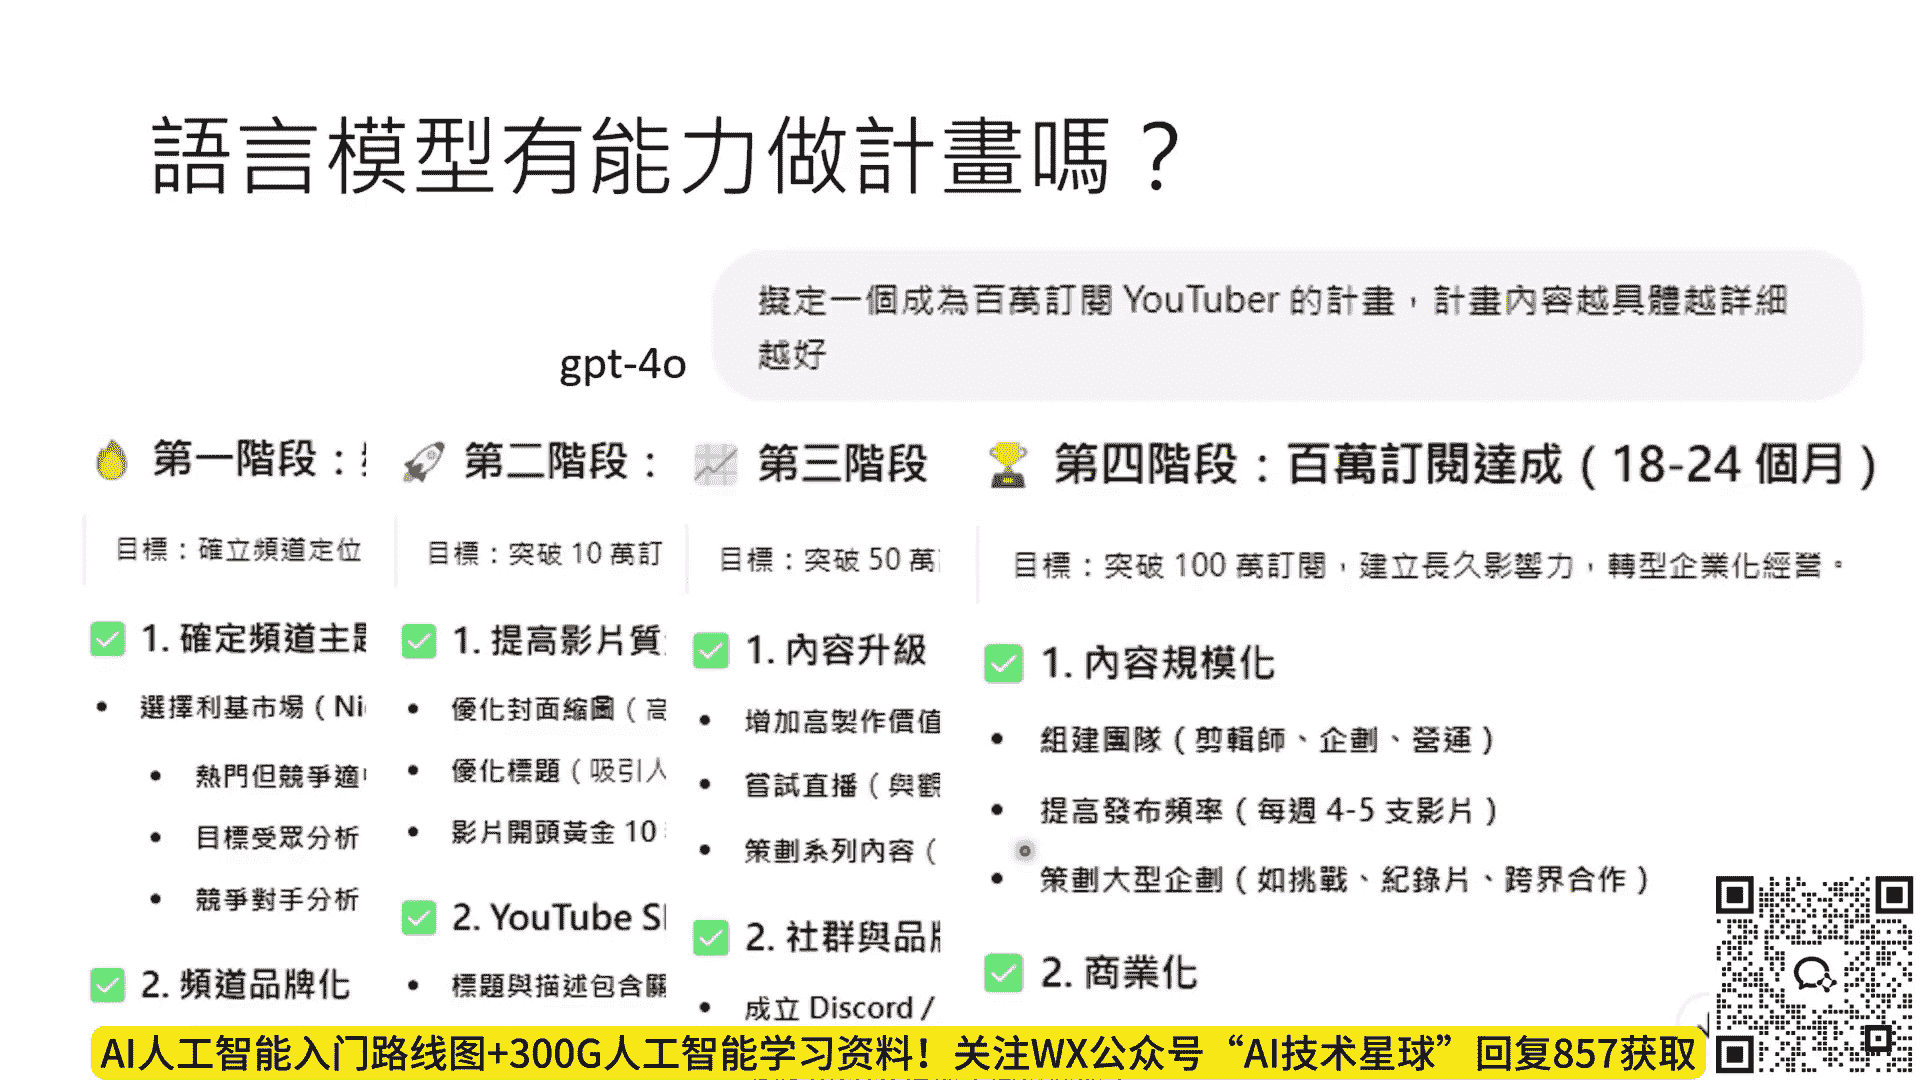 語言模型有能力做計畫嗎？
擬定一個成為百萬訂閱 YouTuber 的計畫，計畫內容越具體越詳細
越好
gpt-4o
第一階段：
目標：確立頻道定位
1. 確定頻道主
選擇利基市場（Ni
熱門但競爭適
目標受眾分析
競爭對手分析
2. 頻道品牌化
第二階段：
目標：突破 10 萬訂
1. 提高影片質
優化封面縮圖（高
優化標題（吸引人
影片開頭黃金 10
2. YouTube S
標題與描述包含關
第三階段
目標：突破 50 萬
1. 內容升級
增加高製作價值
嘗試直播（與觀
策劃系列內容（
2. 社群與品
成立 Discord /
第四階段：百萬訂閱達成（18-24 個月）
目標：突破 100 萬訂閱，建立長久影響力，轉型企業化經營。
1. 內容規模化
組建團隊（剪輯師、企劃、營運）
提高發布頻率（每週 4-5 支影片）
策劃大型企劃（如挑戰、紀錄片、跨界合作）
2. 商業化
AI人工智能入门路线图+300G人工智能学习资料！关注WX公众号“AI技术星球”回复857获取